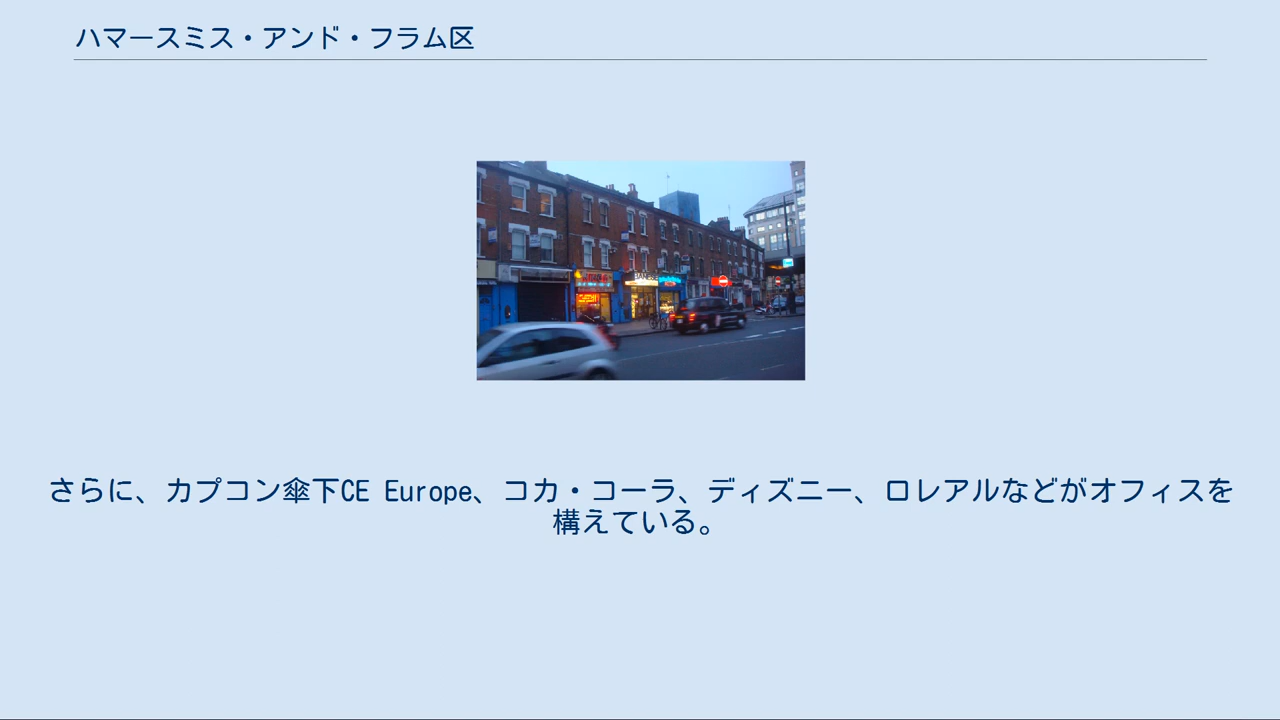 ハマースミス・アンド・フラム区
さらに、カプコン傘下CE Europe、コカ・コーラ、ディズニー、ロレアルなどがオフィスを
構えている。